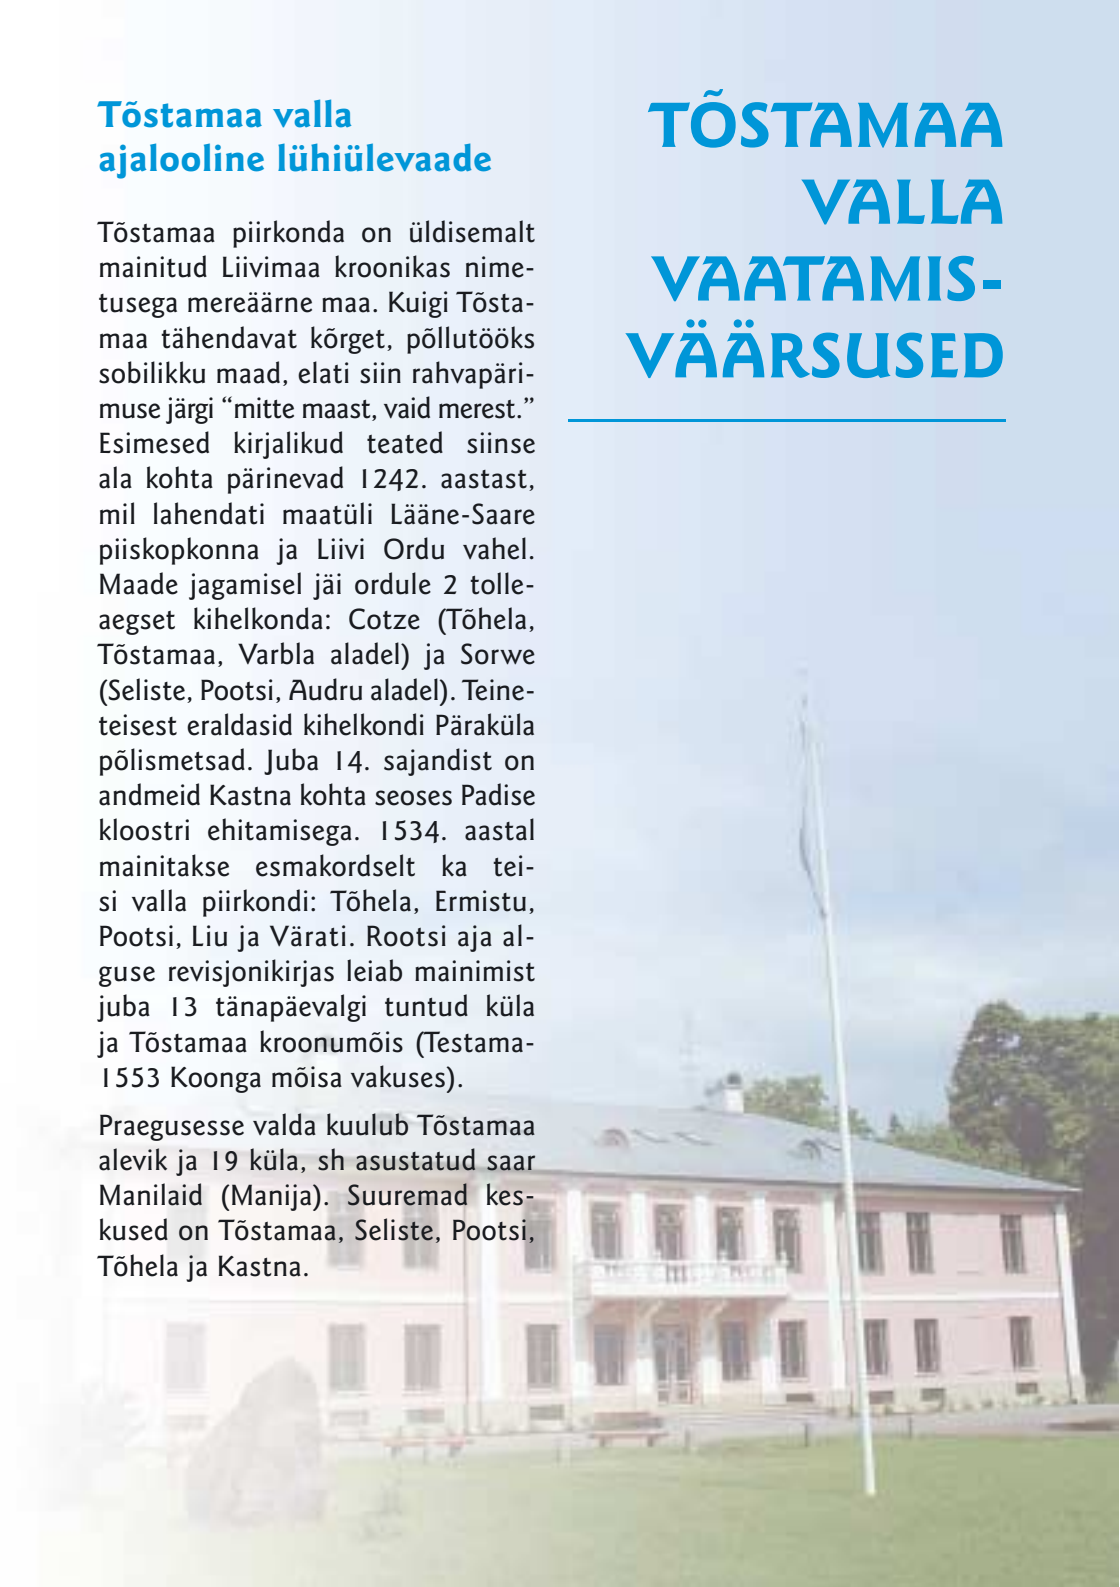 Tõstamaa valla
ajalooline lühiülevaade
Tõstamaa piirkonda on üldisemalt
mainitud Liivimaa kroonikas nime-
tusega mereäärne maa. Kuigi Tõsta-
maa tähendavat kõrget, põllutööks
sobilikku maad, elati siin rahvapäri-
muse järgi “mitte maast, vaid merest.”
Esimesed kirjalikud teated siinse
ala kohta pärinevad 1242. aastast,
mil lahendati maatüli Lääne-Saare
piiskopkonna ja Liivi Ordu vahel.
Maade jagamisel jäi ordule 2 tolle-
aegset kihelkonda: Cotze (Tõhela,
Tõstamaa, Varbla aladel) ja Sorwe
(Seliste, Pootsi, Audru aladel). Teine-
teisest eraldasid kihelkondi Päraküla
põlismetsad. Juba 14. sajandist on
andmeid Kastna kohta seoses Padise
kloostri ehitamisega. 1534. aastal
mainitakse esmakordselt ka tei-
si valla piirkondi: Tõhela, Ermistu,
Pootsi, Liu ja Värati. Rootsi aja al-
guse revisjonikirjas leiab mainimist
juba 13 tänapäevalgi tuntud küla
ja Tõstamaa kroonumõis (Testama-
1553 Koonga mõisa vakuses).
Praegusesse valda kuulub Tõstamaa
alevik ja 19 küla, sh asustatud saar
Manilaid (Manija). Suuremad kes-
kused on Tõstamaa, Seliste, Pootsi,
Tõhela ja Kastna.
TÕSTAMAA
VALLA
VAATAMIS-
VÄÄRSUSED